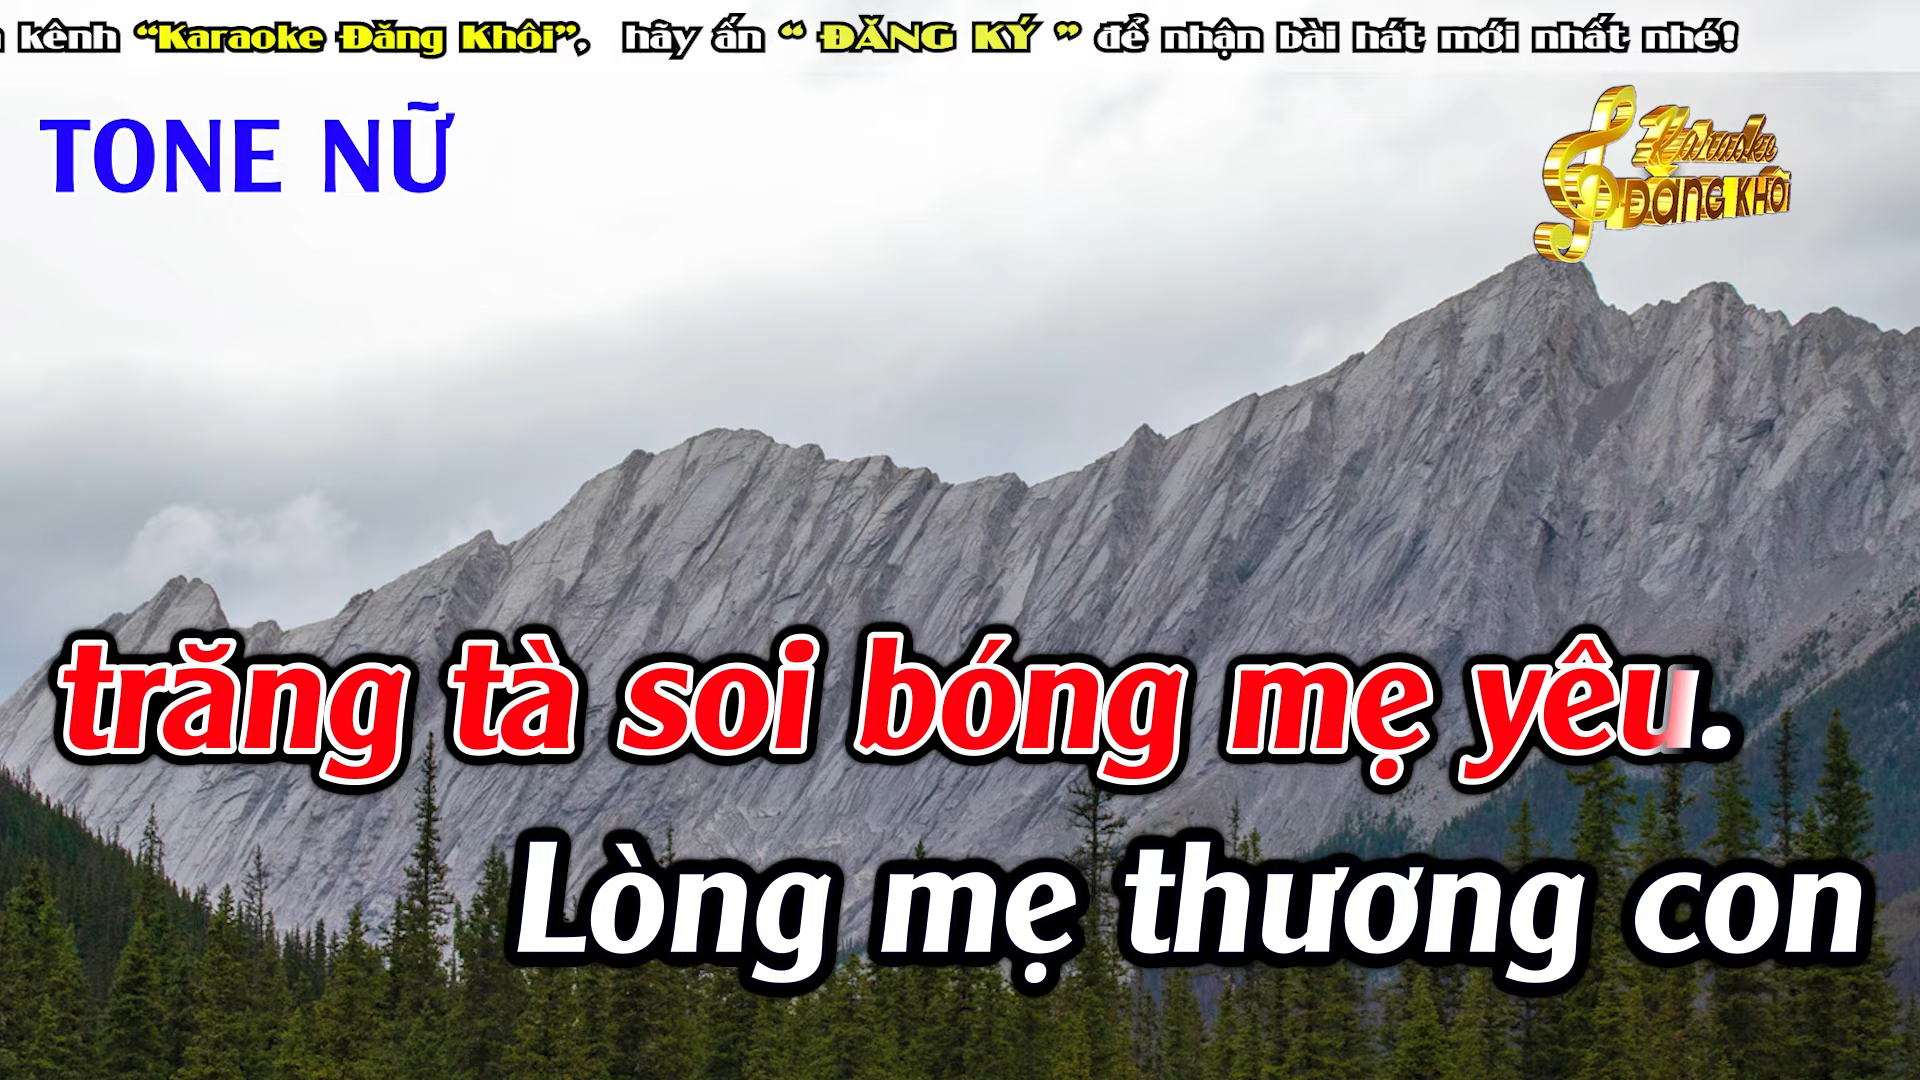 kênh “Karaoke Đăng Khôi”, hãy ấn “ ĐĂNG KÝ ” để nhận bài hát mới nhất nhé!
TONE NỮ
Karaoke
ĐĂNG KHÔI
trăng tà soi bóng mẹ yêu.
Lòng mẹ thương con